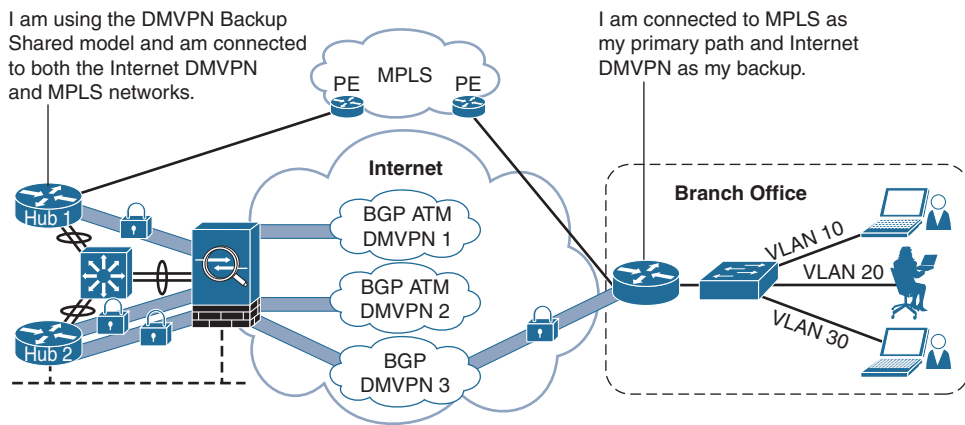 I am using the DMVPN Backup
Shared model and am connected
to both the Internet DMVPN
and MPLS networks.
I am connected to MPLS as
my primary path and Internet
DMVPN as my backup.
MPLS
PE
PE
Internet
Branch Office
Hub 1
BGP ATM
DMVPN 1
VLAN 10
BGP ATM
DMVPN 2
VLAN 20
Hub 2
BGP
DMVPN 3
VLAN 30